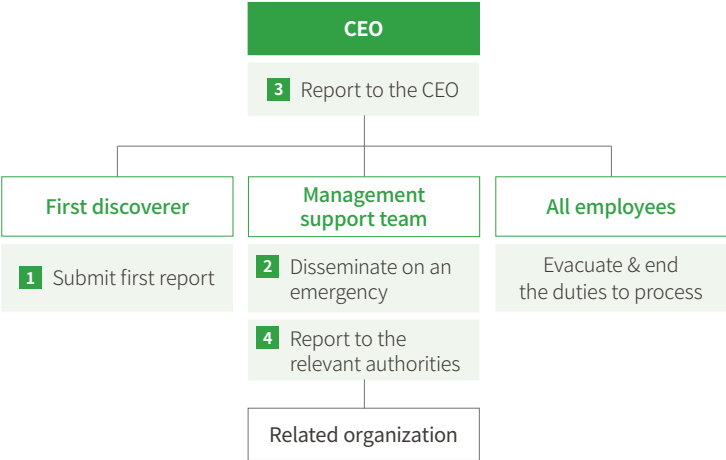 CEO
3 Report to the CEO
First discoverer
1 Submit first report
Management
support team
2 Disseminate on an
emergency
4 Report to the
relevant authorities
All employees
Evacuate & end
the duties to process
Related organization